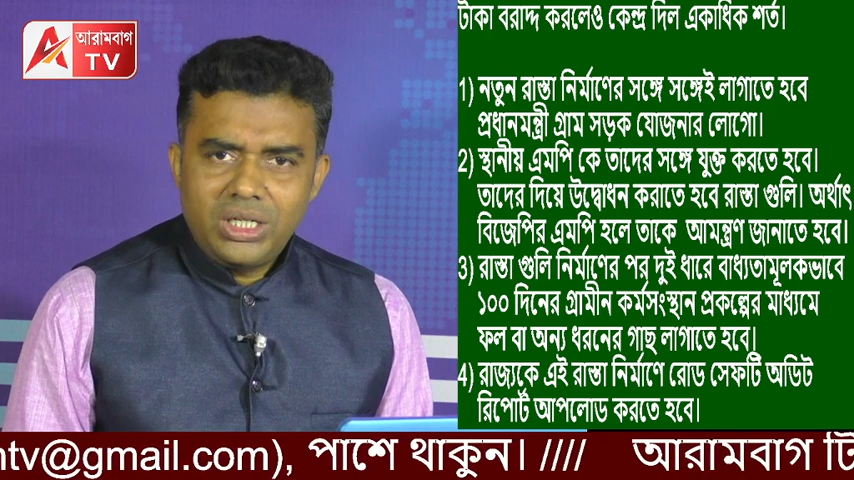 আরামবাগ
TV
টাকা বরাদ্দ করলেও কেন্দ্র দিল একাধিক শর্ত।
1) নতুন রাস্তা নির্মাণের সঙ্গে সঙ্গেই লাগাতে হবে
প্রধানমন্ত্রী গ্রাম সড়ক যোজনার লোগো।
2) স্থানীয় এমপি কে তাদের সঙ্গে যুক্ত করতে হবে।
তাদের দিয়ে উদ্বোধন করাতে হবে রাস্তা গুলি। অর্থাৎ
বিজেপির এমপি হলে তাকে আমন্ত্রণ জানাতে হবে।
3) রাস্তা গুলি নির্মাণের পর দুই ধারে বাধ্যতামূলকভাবে
১০০ দিনের গ্রামীন কর্মসংস্থান প্রকল্পের মাধ্যমে
ফল বা অন্য ধরনের গাছ লাগাতে হবে।
4) রাজ্যকে এই রাস্তা নির্মাণে রোড সেফটি অডিট
রিপোর্ট আপলোড করতে হবে।
ntv@gmail.com), পাশে থাকুন। //// আরামবাগ টি